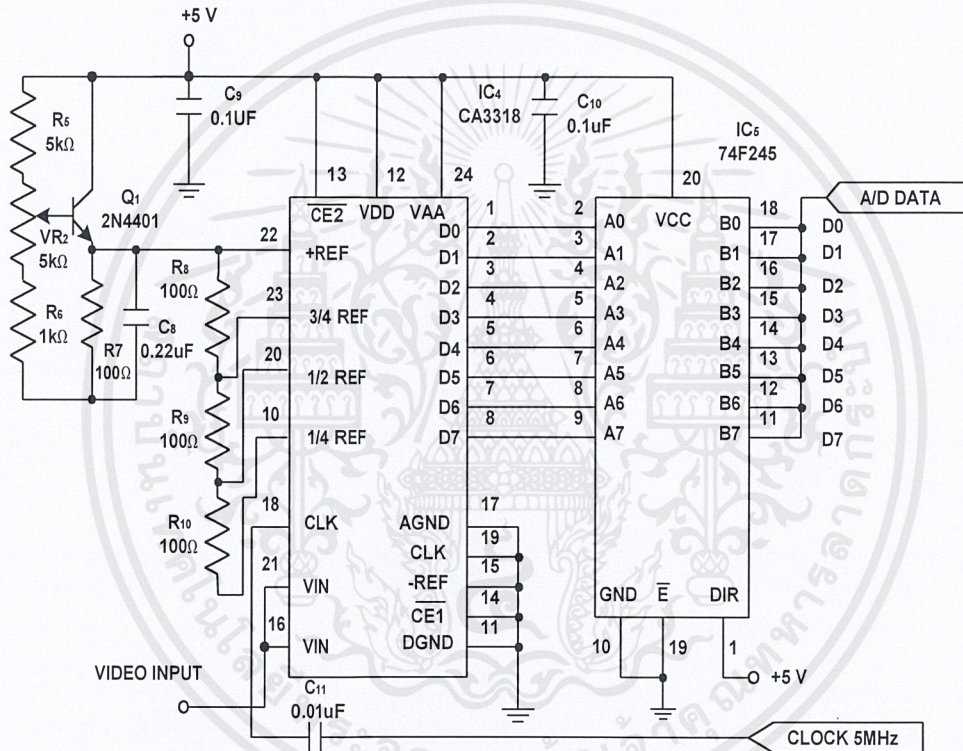 +5 V
R5
5kΩ
C9
0.1UF
IC4
CA3318
C10
0.1uF
IC5
74F245
Q1
2N4401
VR2
5kΩ
R6
1kΩ
R7
100Ω
C8
0.22uF
R8
100Ω
R9
100Ω
R10
100Ω
13
12
24
CE2
VDD
VAA
22
+REF
23
3/4 REF
20
1/2 REF
10
1/4 REF
18
CLK
21
VIN
16
VIN
D0
D1
D2
D3
D4
D5
D6
D7
1
2
3
4
5
6
7
8
17
AGND
19
CLK
15
-REF
14
CE1
11
DGND
2
3
4
5
6
7
8
9
A0
A1
A2
A3
A4
A5
A6
A7
20
VCC
B0
B1
B2
B3
B4
B5
B6
B7
18
17
16
15
14
13
12
11
GND
E
DIR
10
19
1
+5 V
A/D DATA
D0
D1
D2
D3
D4
D5
D6
D7
VIDEO INPUT
C11
0.01uF
CLOCK 5MHz